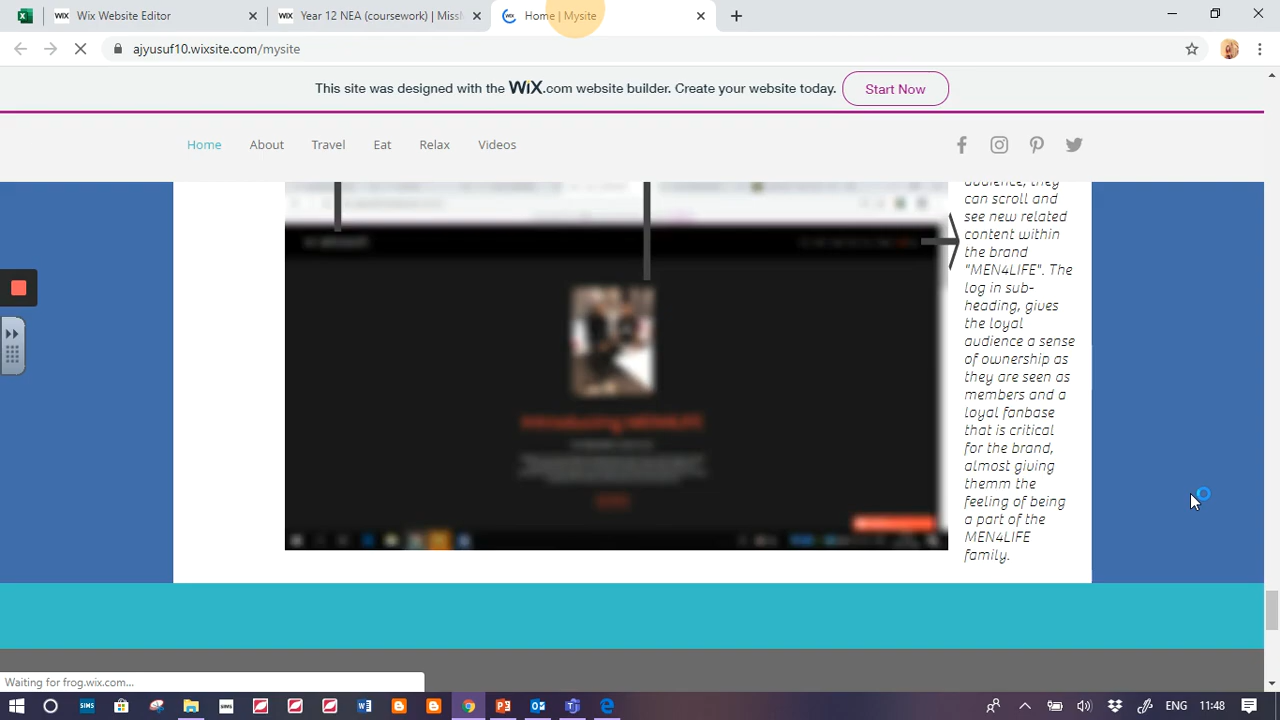 Wix Website Editor
Year 12 NEA (coursework) | MissI
Home | Mysite
ajyusuf10.wixsite.com/mysite
This site was designed with the WiX.com website builder. Create your website today.
Start Now
Home
About
Travel
Eat
Relax
Videos
audience, they
can scroll and
see new related
content within
the brand
"MEN4LIFE". The
log in sub-
heading, gives
the loyal
audience a sense
of ownership as
they are seen as
members and a
loyal fanbase
that is critical
for the brand,
almost giving
themm the
feeling of being
a part of the
MEN4LIFE
family.
Introducing MEN4LIFE
Waiting for frog.wix.com...
ENG
11:48